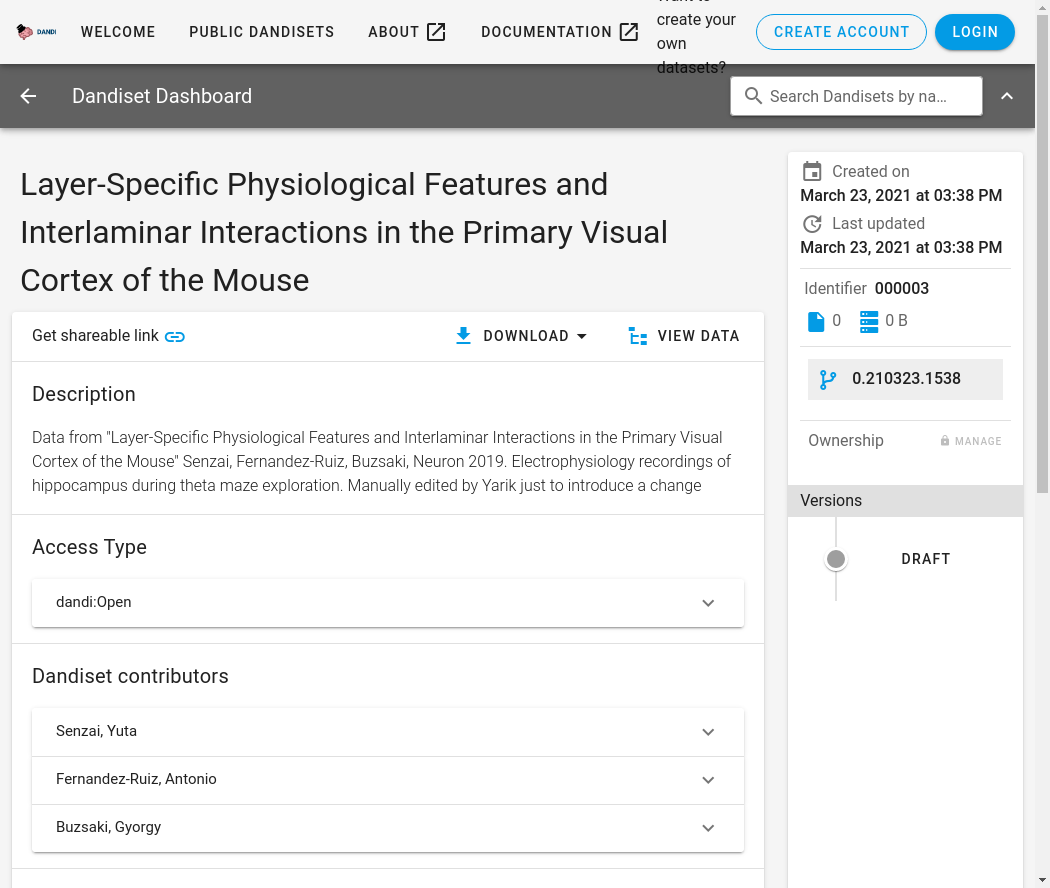 DANDI
WELCOME
PUBLIC DANDISETS
ABOUT
DOCUMENTATION
Want to
create your
own
datasets?
CREATE ACCOUNT
LOGIN
Dandiset Dashboard
Search Dandisets by na…
Layer-Specific Physiological Features and
Interlaminar Interactions in the Primary Visual
Cortex of the Mouse
Get shareable link
DOWNLOAD
VIEW DATA
Description
Data from "Layer-Specific Physiological Features and Interlaminar Interactions in the Primary Visual
Cortex of the Mouse" Senzai, Fernandez-Ruiz, Buzsaki, Neuron 2019. Electrophysiology recordings of
hippocampus during theta maze exploration. Manually edited by Yarik just to introduce a change
Access Type
dandi:Open
Dandiset contributors
Senzai, Yuta
Fernandez-Ruiz, Antonio
Buzsaki, Gyorgy
Created on
March 23, 2021 at 03:38 PM
Last updated
March 23, 2021 at 03:38 PM
Identifier 000003
0 0 B
0.210323.1538
Ownership MANAGE
Versions
DRAFT